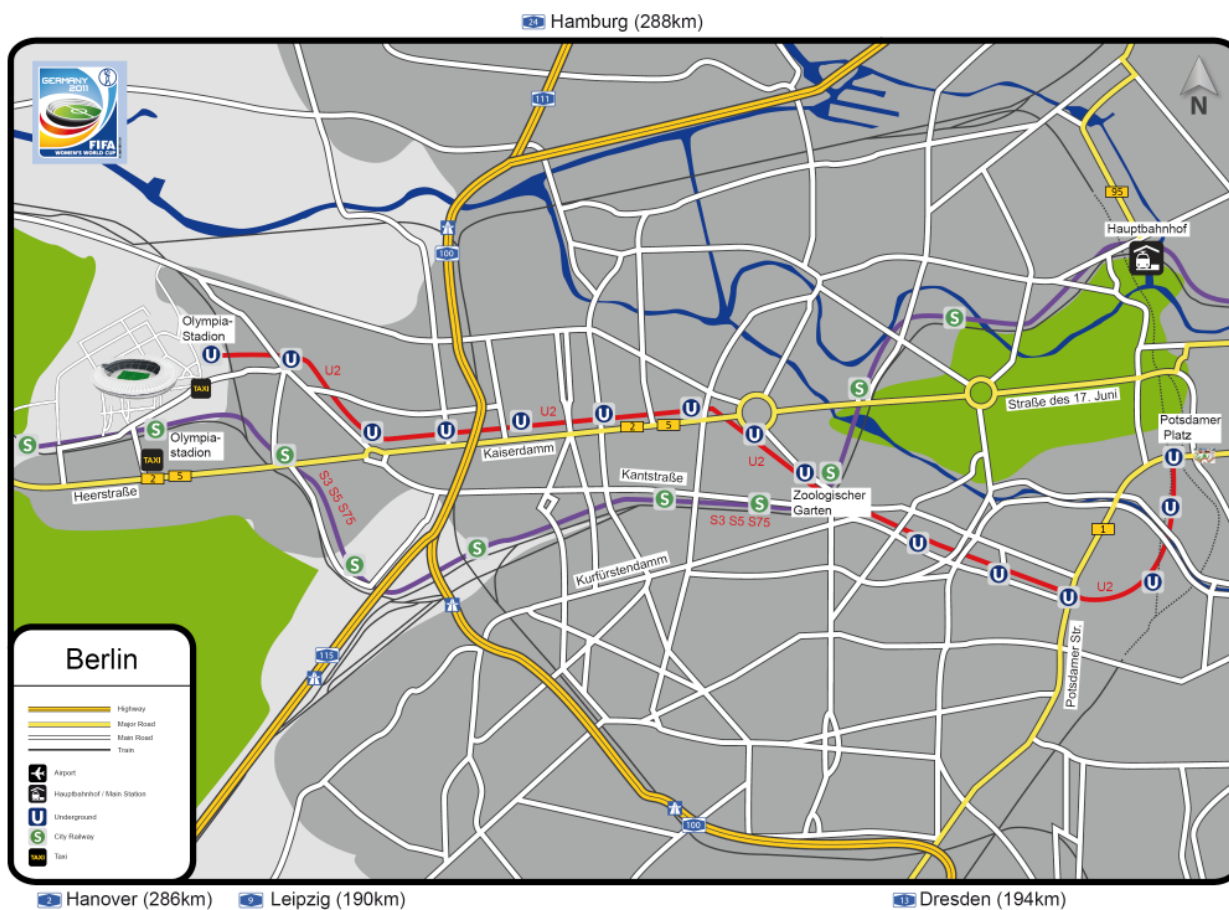 24 Hamburg (288km)
GERMANY
2011
FIFA
WOMEN'S WORLD CUP
111
N
95
Hauptbahnhof
100
Olympia-
Stadion
U
U
U2
TAXI
S
S
S
Straße des 17. Juni
Potsdamer
Platz
U
U
U
U
U
U2
2
5
U
Kaiserdamm
S
Olympia-
stadion
TAXI
2
5
Heerstraße
S
S
U2
U
Kantstraße
S
U
Zoologischer
Garten
S3 S5 S75
S
S
S3 S5 S75
U
1
S
S
Kurfürstendamm
U
U
U
U2
U
Potsdamer Str.
115
100
Berlin
Highway
Major Road
Main Road
Train
Airport
Hauptbahnhof / Main Station
U Underground
S City Railway
TAXI Taxi
2 Hanover (286km)
9 Leipzig (190km)
13 Dresden (194km)